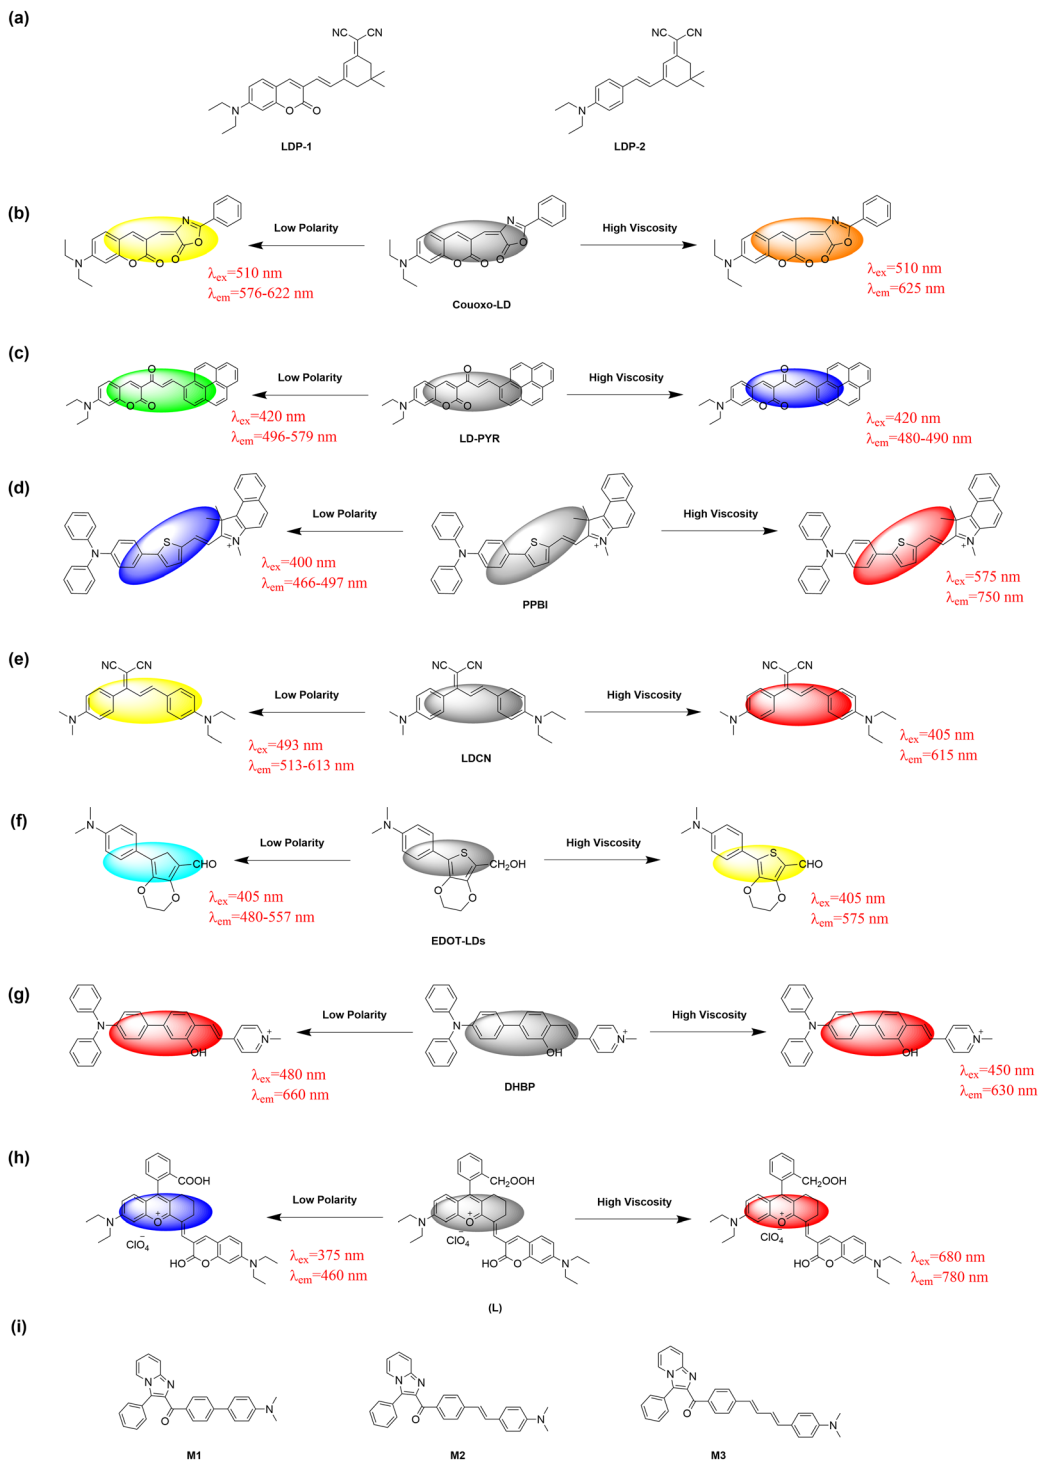 (a)
NC CN
NC CN
N
O O
N
LDP-1
LDP-2
(b)
N
O
O
O O
N
Low Polarity
λex=510 nm
λem=576-622 nm
N
O
O O O
N
Couoxo-LD
High Viscosity
N
O
O
O O
N
λex=510 nm
λem=625 nm
(c)
O
N O O
Low Polarity
λex=420 nm
λem=496-579 nm
O
N O O
LD-PYR
High Viscosity
O
N O O
λex=420 nm
λem=480-490 nm
(d)
N
S
N
+
Low Polarity
λex=400 nm
λem=466-497 nm
N
S
N
+
PPBI
High Viscosity
N
S
N
+
λex=575 nm
λem=750 nm
(e)
NC CN
N
N
Low Polarity
λex=493 nm
λem=513-613 nm
NC CN
N
N
LDCN
High Viscosity
NC CN
N
N
λex=405 nm
λem=615 nm
(f)
N
CHO
O
O
Low Polarity
λex=405 nm
λem=480-557 nm
N
S
CH2OH
O
O
EDOT-LDs
High Viscosity
N
S
CHO
O
O
λex=405 nm
λem=575 nm
(g)
N
OH
N+
Low Polarity
λex=480 nm
λem=660 nm
N
OH
N+
DHBP
High Viscosity
N
OH
N+
λex=450 nm
λem=630 nm
(h)
COOH
N
O+
ClO4−
HO O
N
Low Polarity
λex=375 nm
λem=460 nm
CH2OOH
N
O+
ClO4−
HO O
N
(L)
High Viscosity
CH2OOH
N
O+
ClO4−
HO O
N
λex=680 nm
λem=780 nm
(i)
N N
O
N
M1
N N
O
N
M2
N N
O
N
M3